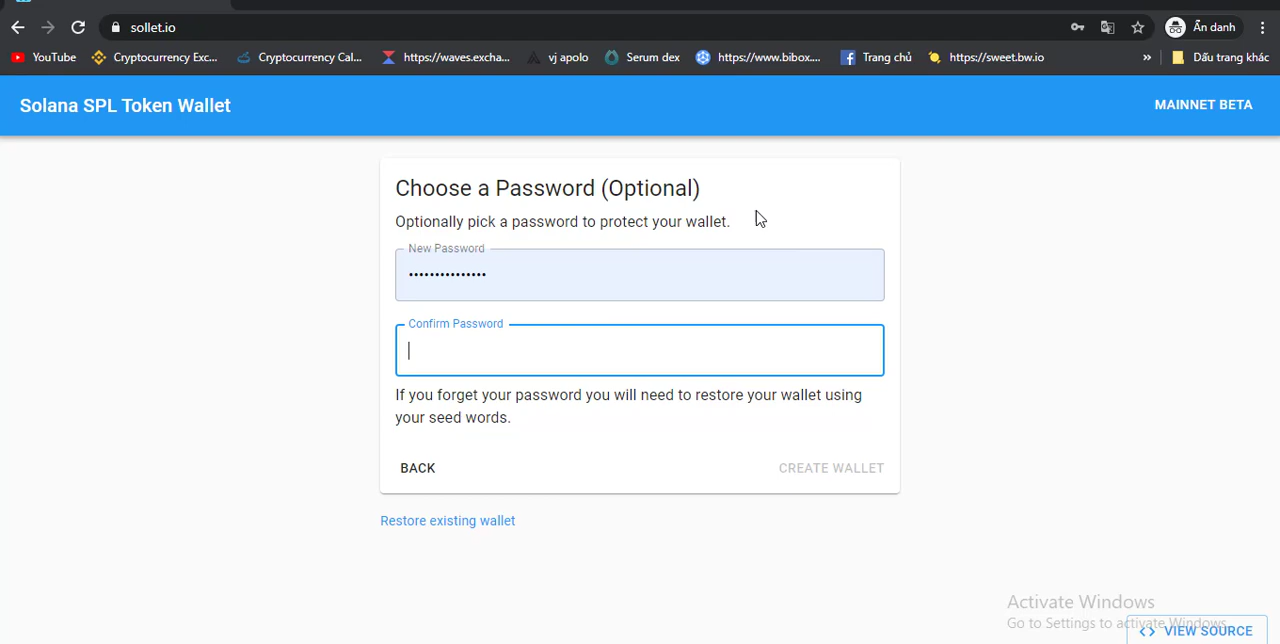 sollet.io
Ẩn danh
YouTube
Cryptocurrency Exc...
Cryptocurrency Cal...
https://waves.excha...
vj apolo
Serum dex
https://www.bibox....
Trang chủ
https://sweet.bw.io
»
Dấu trang khác
Solana SPL Token Wallet
MAINNET BETA
Choose a Password (Optional)
Optionally pick a password to protect your wallet.
New Password
•••••••••••••••
Confirm Password
If you forget your password you will need to restore your wallet using
your seed words.
BACK
CREATE WALLET
Restore existing wallet
Activate Windows
Go to Settings to activate Windows.
<> VIEW SOURCE